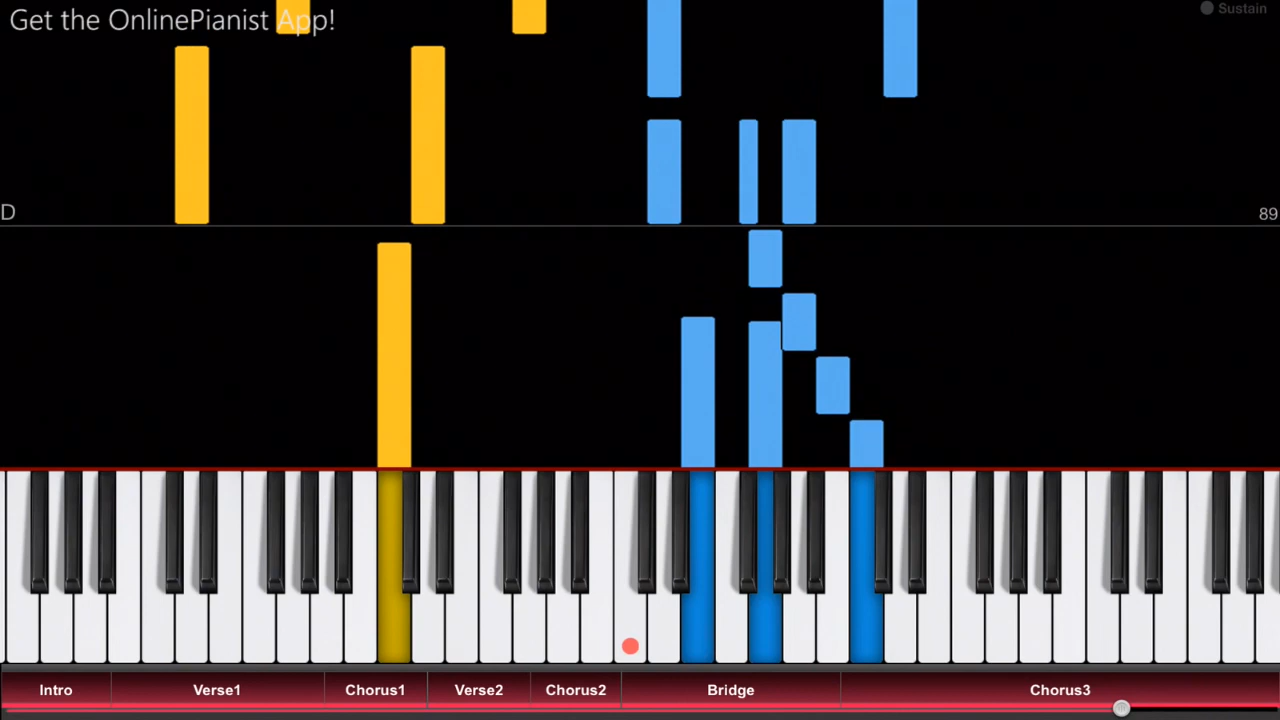 Get the OnlinePianist App!
Sustain
D
89
Intro
Verse1
Chorus1
Verse2
Chorus2
Bridge
Chorus3